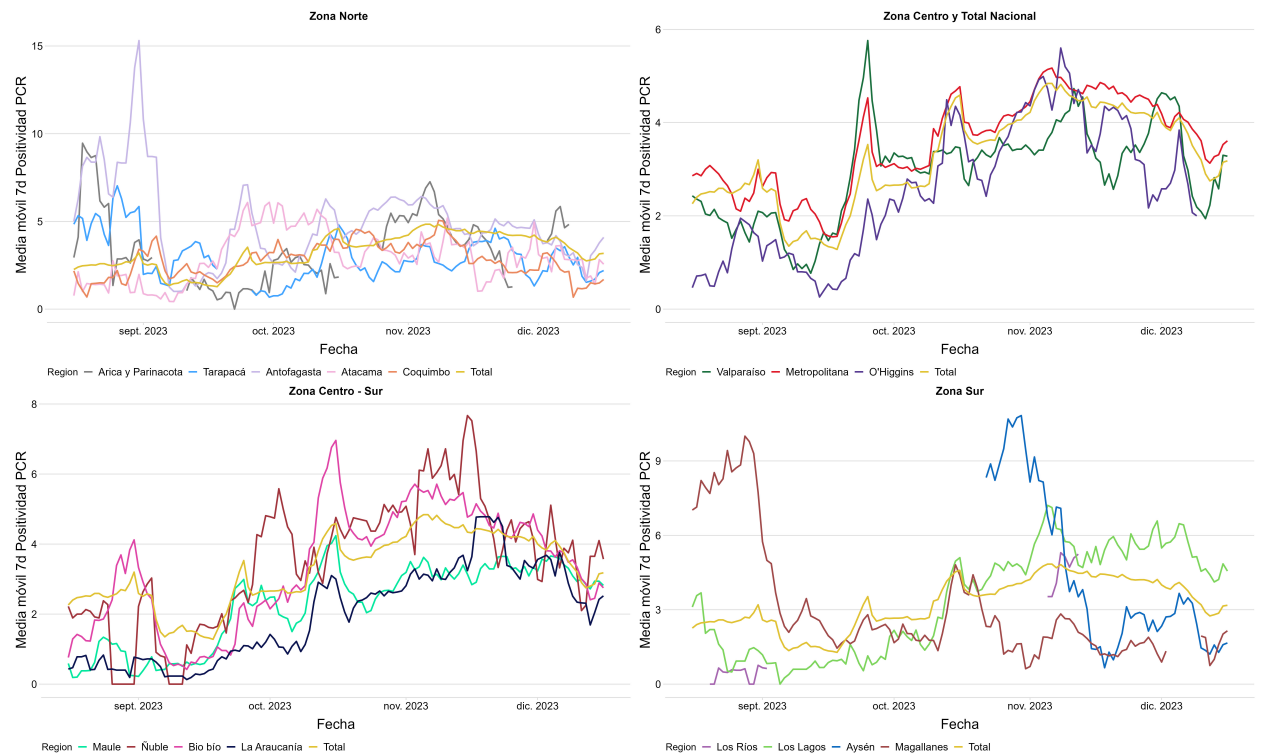 Zona Norte
Media móvil 7d Positividad PCR
15
10
5
0
sept. 2023
oct. 2023
nov. 2023
dic. 2023
Fecha
Region Arica y Parinacota Tarapacá Antofagasta Atacama Coquimbo Total
Zona Centro y Total Nacional
Media móvil 7d Positividad PCR
6
4
2
0
sept. 2023
oct. 2023
nov. 2023
dic. 2023
Fecha
Region Valparaíso Metropolitana O'Higgins Total
Zona Centro - Sur
Media móvil 7d Positividad PCR
8
6
4
2
0
sept. 2023
oct. 2023
nov. 2023
dic. 2023
Fecha
Region Maule Ñuble Bio bío La Araucanía Total
Zona Sur
Media móvil 7d Positividad PCR
9
6
3
0
sept. 2023
oct. 2023
nov. 2023
dic. 2023
Fecha
Region Los Ríos Los Lagos Aysén Magallanes Total